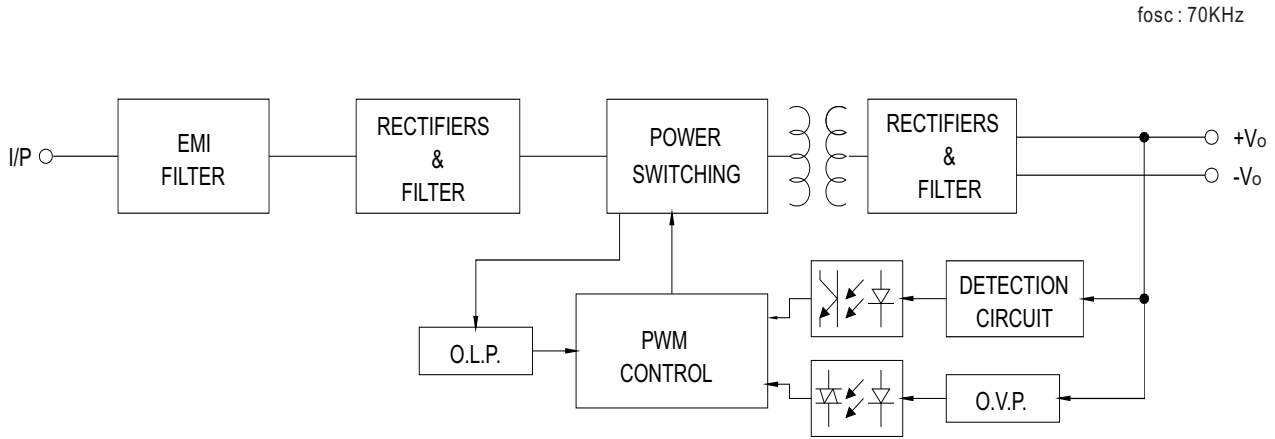 fosc : 70KHz
I/P
EMI
FILTER
RECTIFIERS
&
FILTER
POWER
SWITCHING
RECTIFIERS
&
FILTER
+Vo
-Vo
O.L.P.
PWM
CONTROL
DETECTION
CIRCUIT
O.V.P.